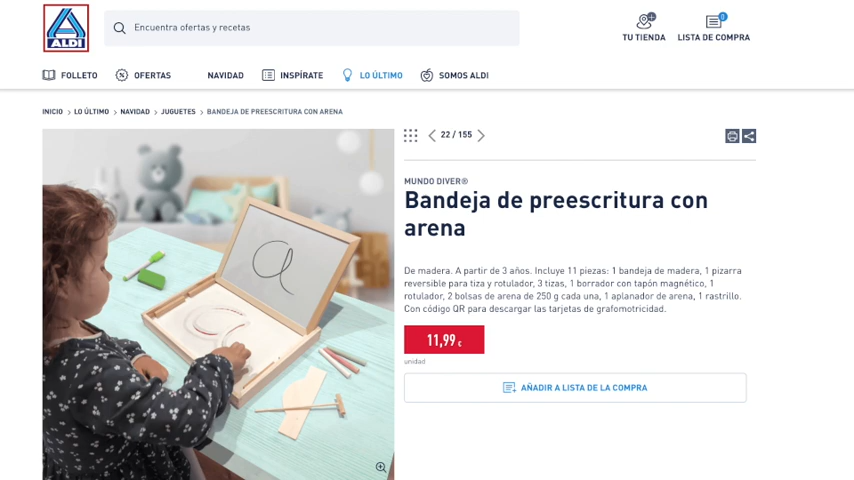 ALDI
Encuentra ofertas y recetas
TU TIENDA
0
LISTA DE COMPRA
FOLLETO
OFERTAS
NAVIDAD
INSPÍRATE
LO ÚLTIMO
SOMOS ALDI
INICIO > LO ÚLTIMO > NAVIDAD > JUGUETES > BANDEJA DE PREESCRITURA CON ARENA
22 / 155
MUNDO DIVER®
Bandeja de preescritura con
arena
De madera. A partir de 3 años. Incluye 11 piezas: 1 bandeja de madera, 1 pizarra
reversible para tiza y rotulador, 3 tizas, 1 borrador con tapón magnético, 1
rotulador, 2 bolsas de arena de 250 g cada una, 1 aplanador de arena, 1 rastrillo.
Con código QR para descargar las tarjetas de grafomotricidad.
11,99 €
unidad
AÑADIR A LISTA DE LA COMPRA
a